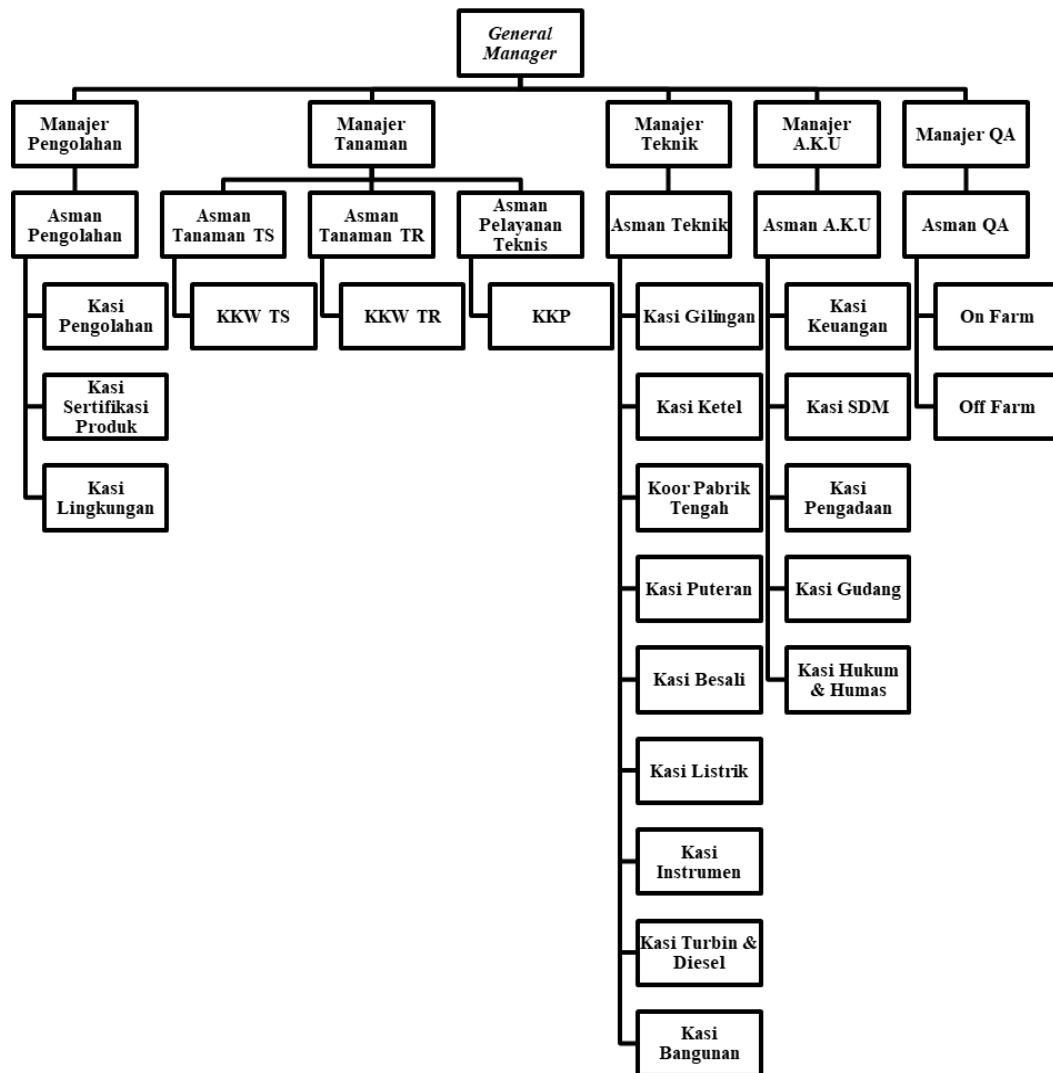 General
Manager
Manajer
Pengolahan
Manajer
Tanaman
Manajer
Teknik
Manajer
A.K.U
Manajer QA
Asman
Pengolahan
Asman
Tanaman TS
Asman
Tanaman TR
Asman
Pelayanan
Teknis
Asman Teknik
Asman A.K.U
Asman QA
Kasi
Pengolahan
KKW TS
KKW TR
KKP
Kasi Gilingan
Kasi
Keuangan
On Farm
Kasi
Sertifikasi
Produk
Kasi Ketel
Kasi SDM
Off Farm
Kasi
Lingkungan
Koor Pabrik
Tengah
Kasi
Pengadaan
Kasi Puteran
Kasi Gudang
Kasi Besali
Kasi Hukum
& Humas
Kasi Listrik
Kasi
Instrumen
Kasi Turbin &
Diesel
Kasi
Bangunan